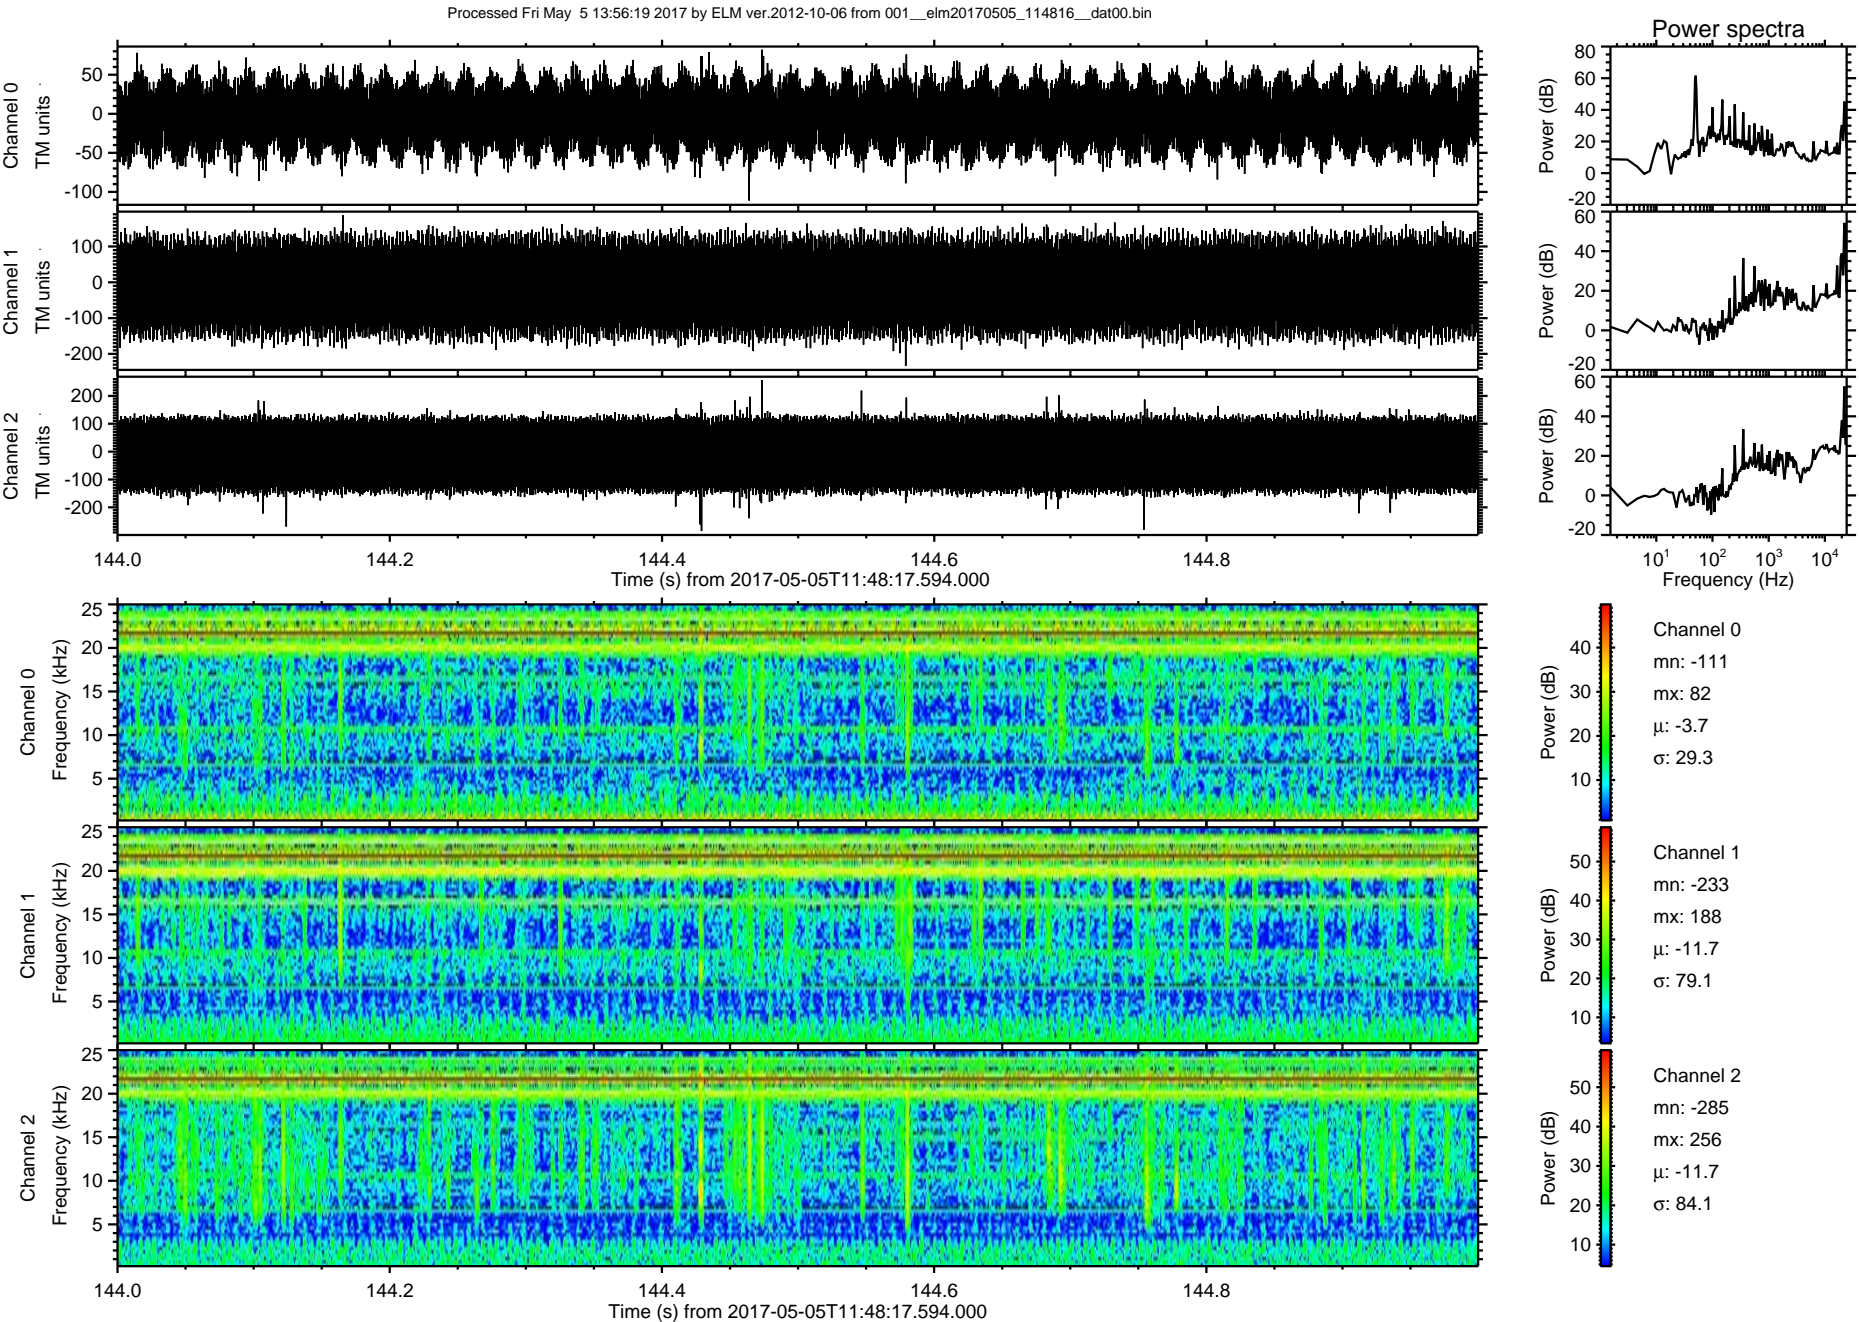 Processed Fri May  5 13:56:19 2017 by ELM ver.2012-10-06 from 001__elm20170505_114816__dat00.bin
Power spectra
Channel 0
TM units
50
0
-50
-100
Power (dB)
80
60
40
20
0
-20
Channel 1
TM units
100
0
-100
-200
Power (dB)
60
40
20
0
-20
Channel 2
TM units
200
100
0
-100
-200
Power (dB)
60
40
20
0
-20
144.0 144.2 144.4 144.6 144.8
Time (s) from 2017-05-05T11:48:17.594.000
10^1 10^2 10^3 10^4
Frequency (Hz)
Channel 0
Frequency (kHz)
25
20
15
10
5
Power (dB)
40
30
20
10
Channel 0
mn: -111
mx: 82
µ: -3.7
σ: 29.3
Channel 1
Frequency (kHz)
25
20
15
10
5
Power (dB)
50
40
30
20
10
Channel 1
mn: -233
mx: 188
µ: -11.7
σ: 79.1
Channel 2
Frequency (kHz)
25
20
15
10
5
Power (dB)
50
40
30
20
10
Channel 2
mn: -285
mx: 256
µ: -11.7
σ: 84.1
144.0 144.2 144.4 144.6 144.8
Time (s) from 2017-05-05T11:48:17.594.000